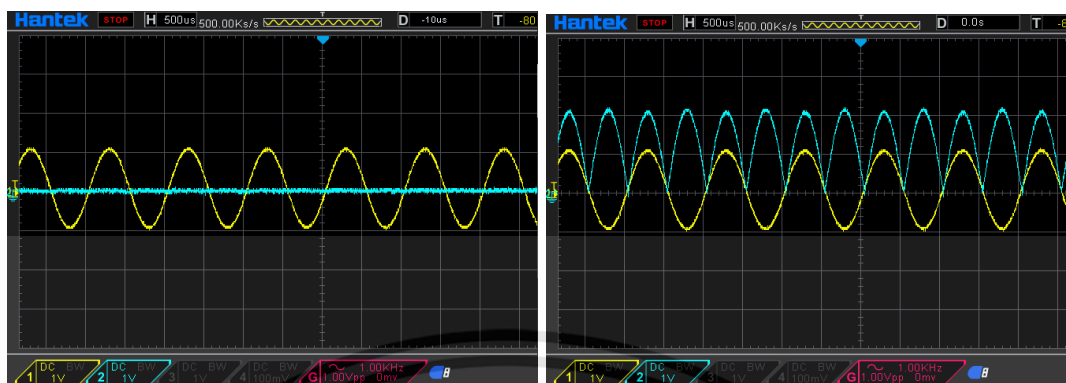 Hantek STOP H 500us 500.00Ks/s T D -10us T -80
DC BW DC BW DC BW DC BW 1.00KHz
1 1V 2 1V 3 1V 4 100mV G 1.00Vpp 0mv
Hantek STOP H 500us 500.00Ks/s T D 0.0s T
DC BW DC BW DC BW DC BW 1.00KHz
1 1V 2 1V 3 1V 4 100mV G 1.00Vpp 0mv